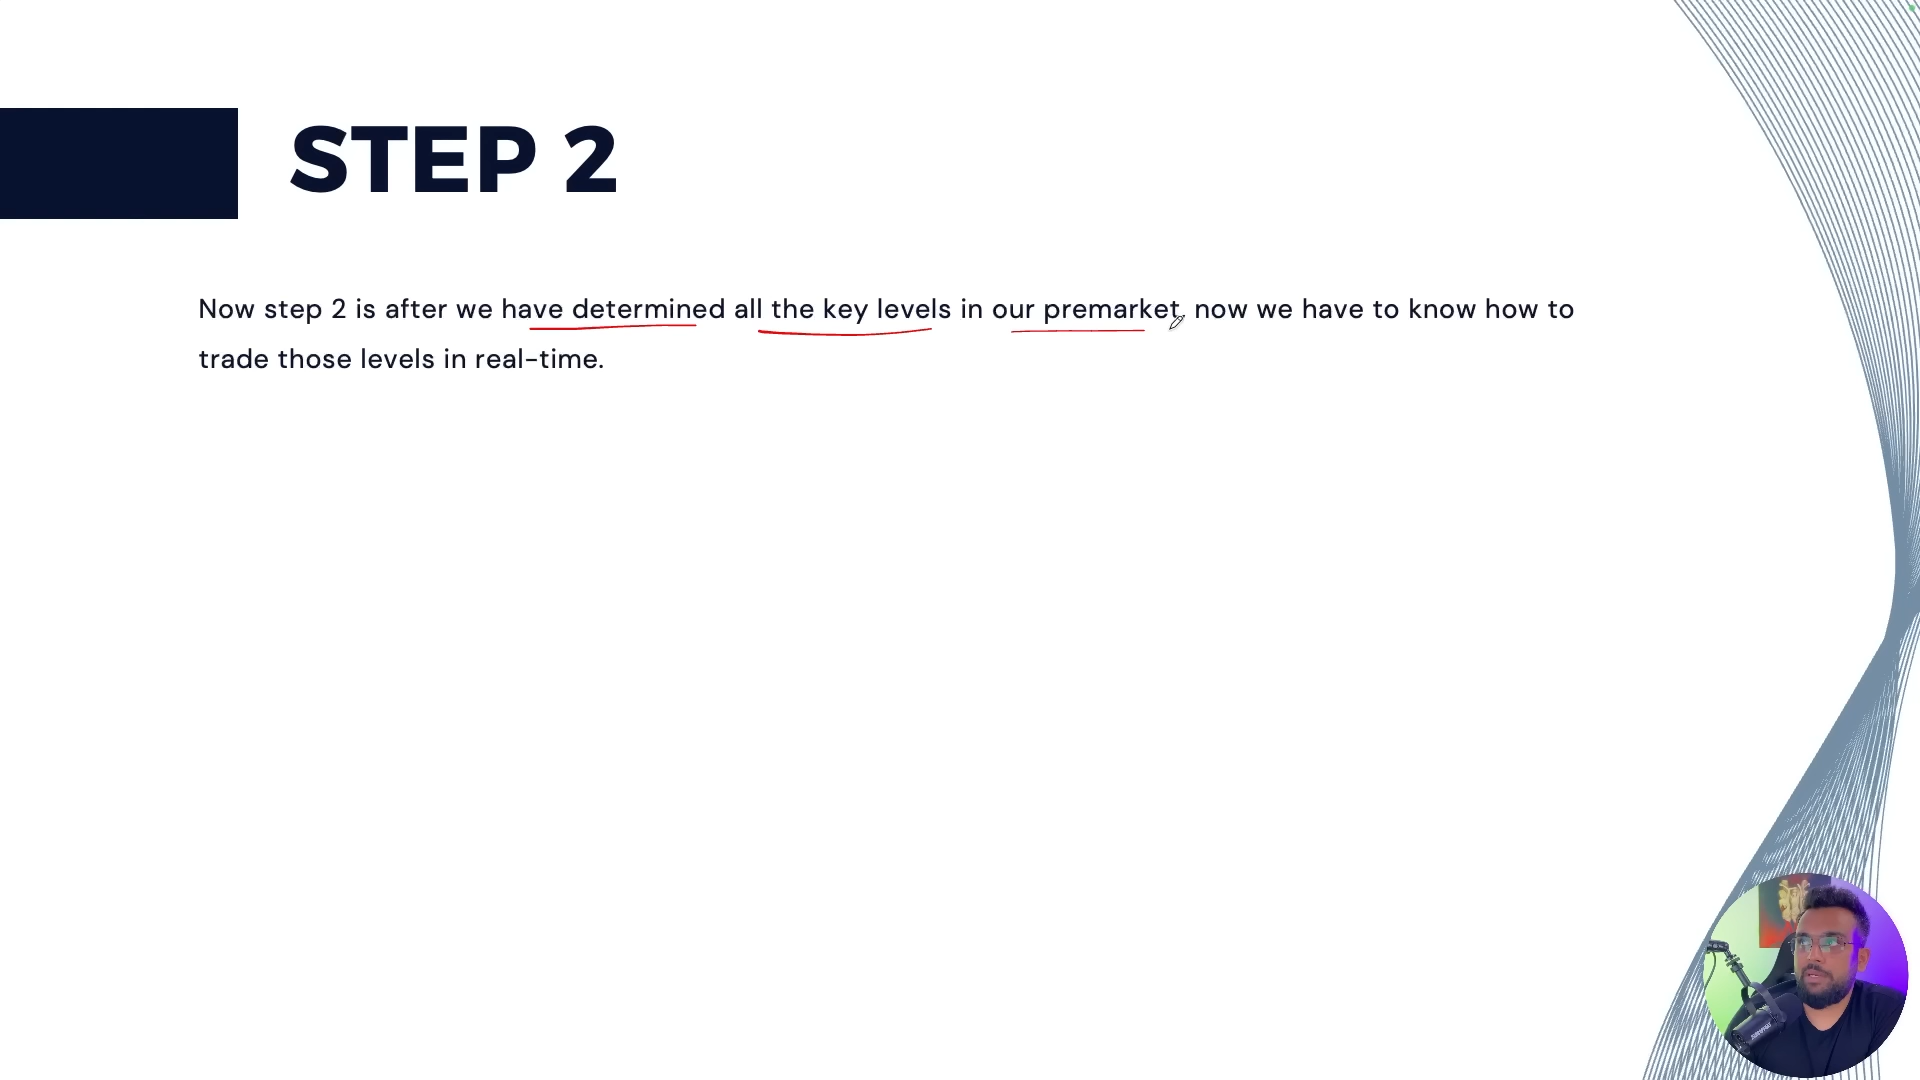 STEP 2
Now step 2 is after we have determined all the key levels in our premarket, now we have to know how to
trade those levels in real-time.